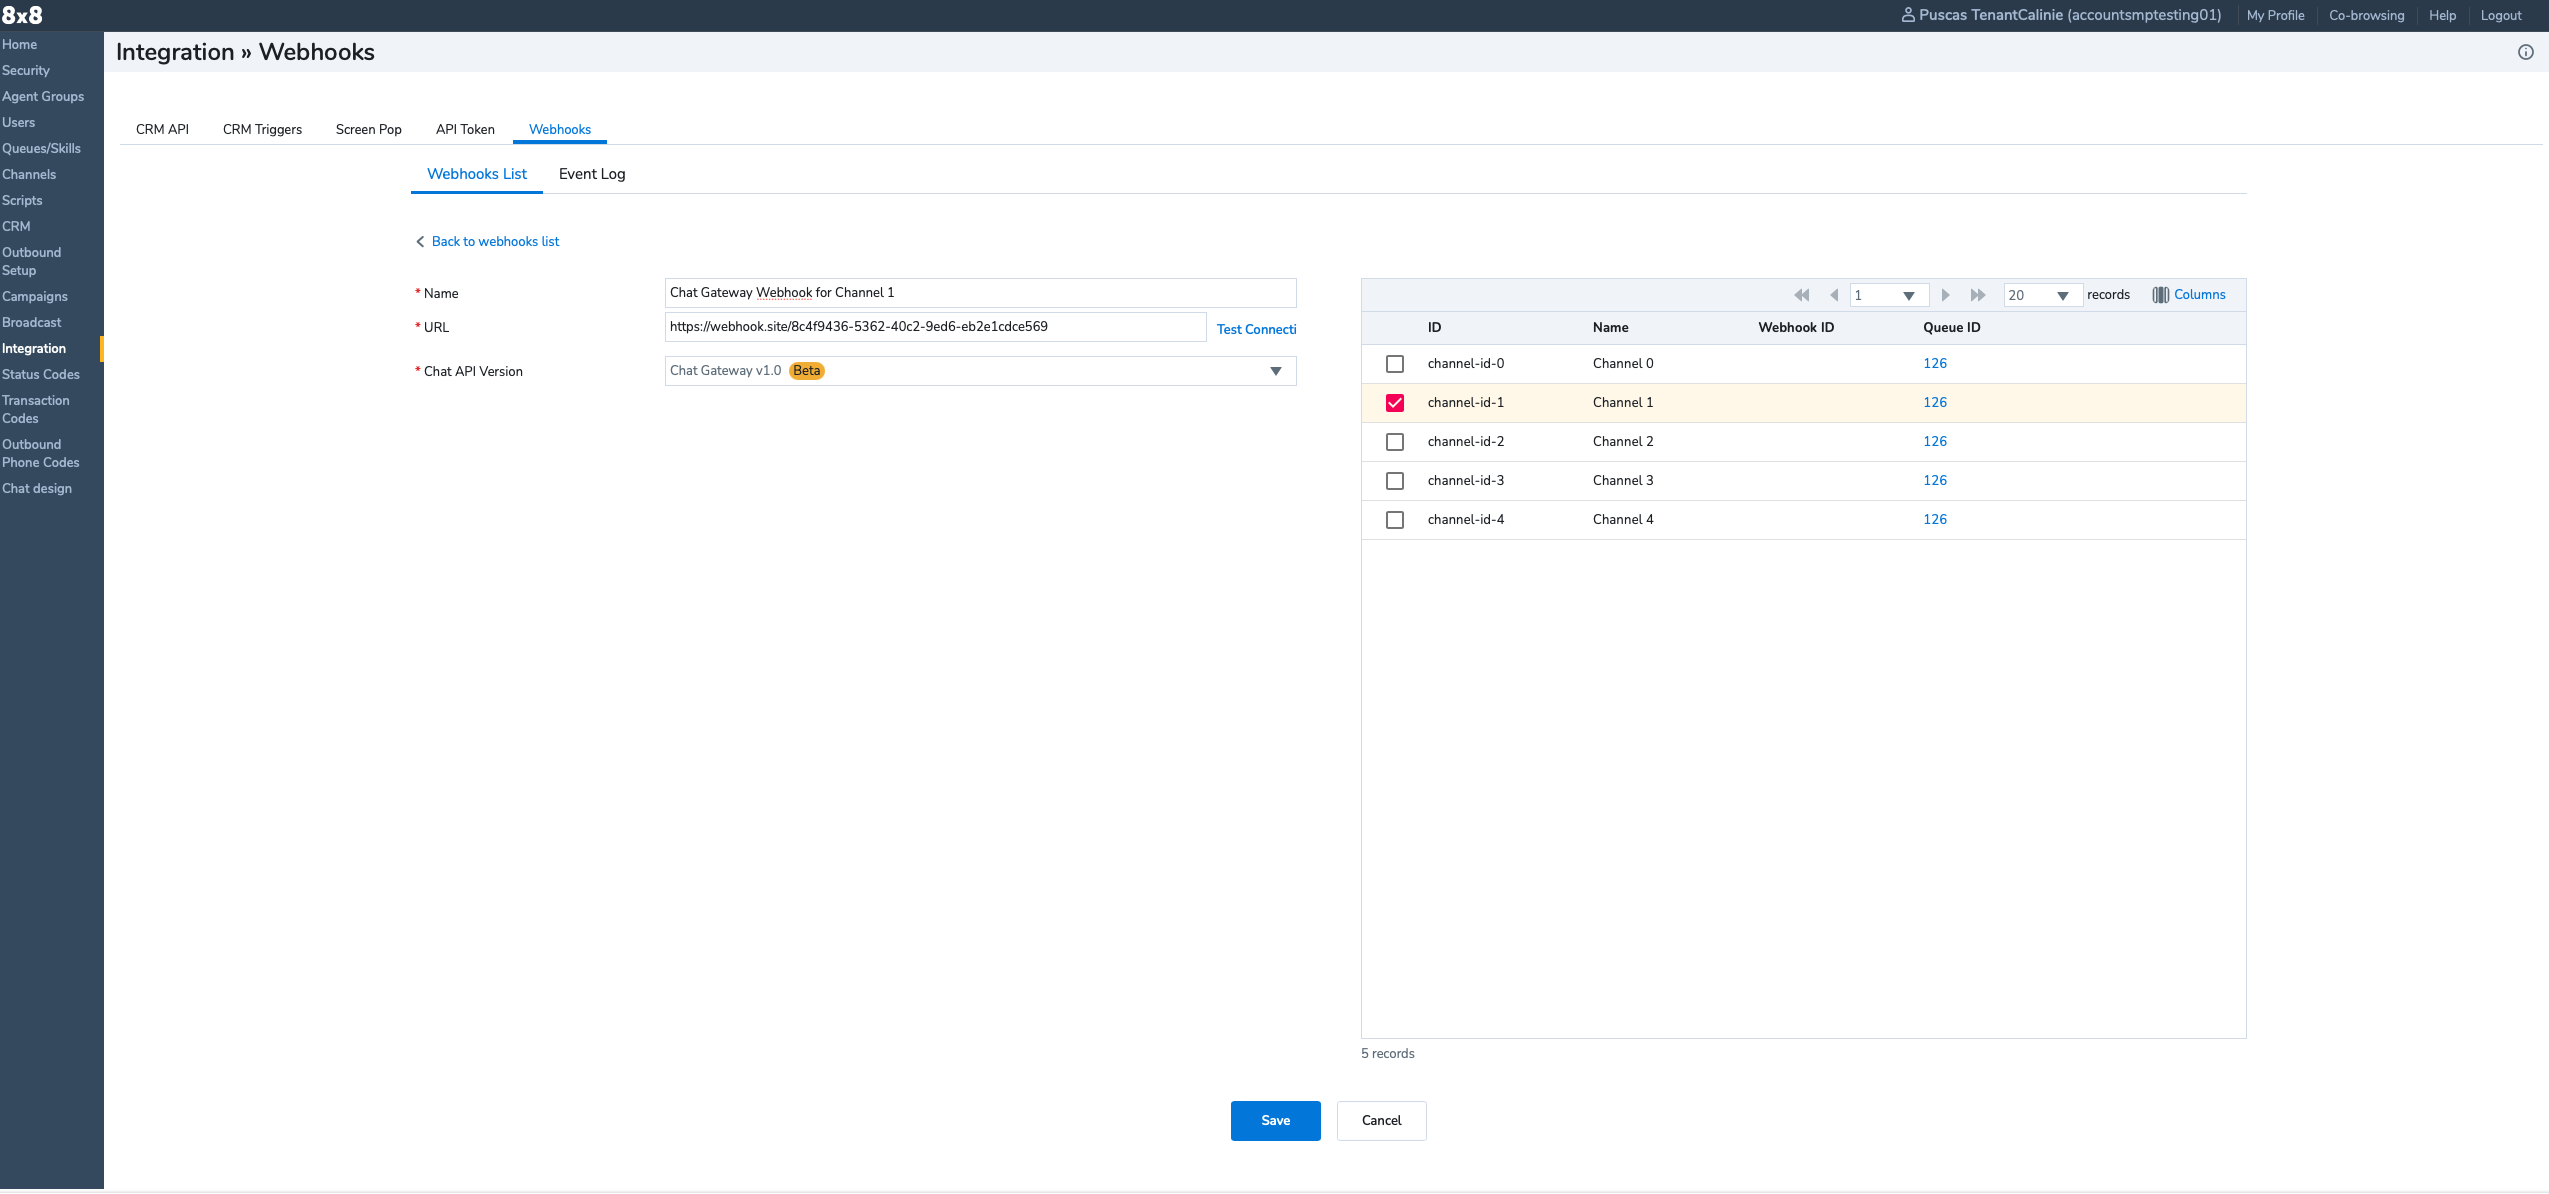 8x8
Puscas TenantCalinie (accountsmptesting01) My Profile Co-browsing Help Logout
Home
Security
Agent Groups
Users
Queues/Skills
Channels
Scripts
CRM
Outbound
Setup
Campaigns
Broadcast
Integration
Status Codes
Transaction
Codes
Outbound
Phone Codes
Chat design
Integration » Webhooks
CRM API CRM Triggers Screen Pop API Token Webhooks
Webhooks List Event Log
Back to webhooks list
* Name Chat Gateway Webhook for Channel 1
* URL https://webhook.site/8c4f9436-5362-40c2-9ed6-eb2e1cdce569 Test Connecti
* Chat API Version Chat Gateway v1.0 Beta
1 20 records Columns
ID Name Webhook ID Queue ID
channel-id-0 Channel 0 126
channel-id-1 Channel 1 126
channel-id-2 Channel 2 126
channel-id-3 Channel 3 126
channel-id-4 Channel 4 126
5 records
Save Cancel